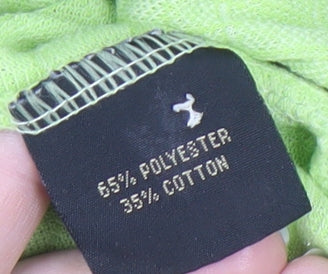 65% POLYESTER
35% COTTON